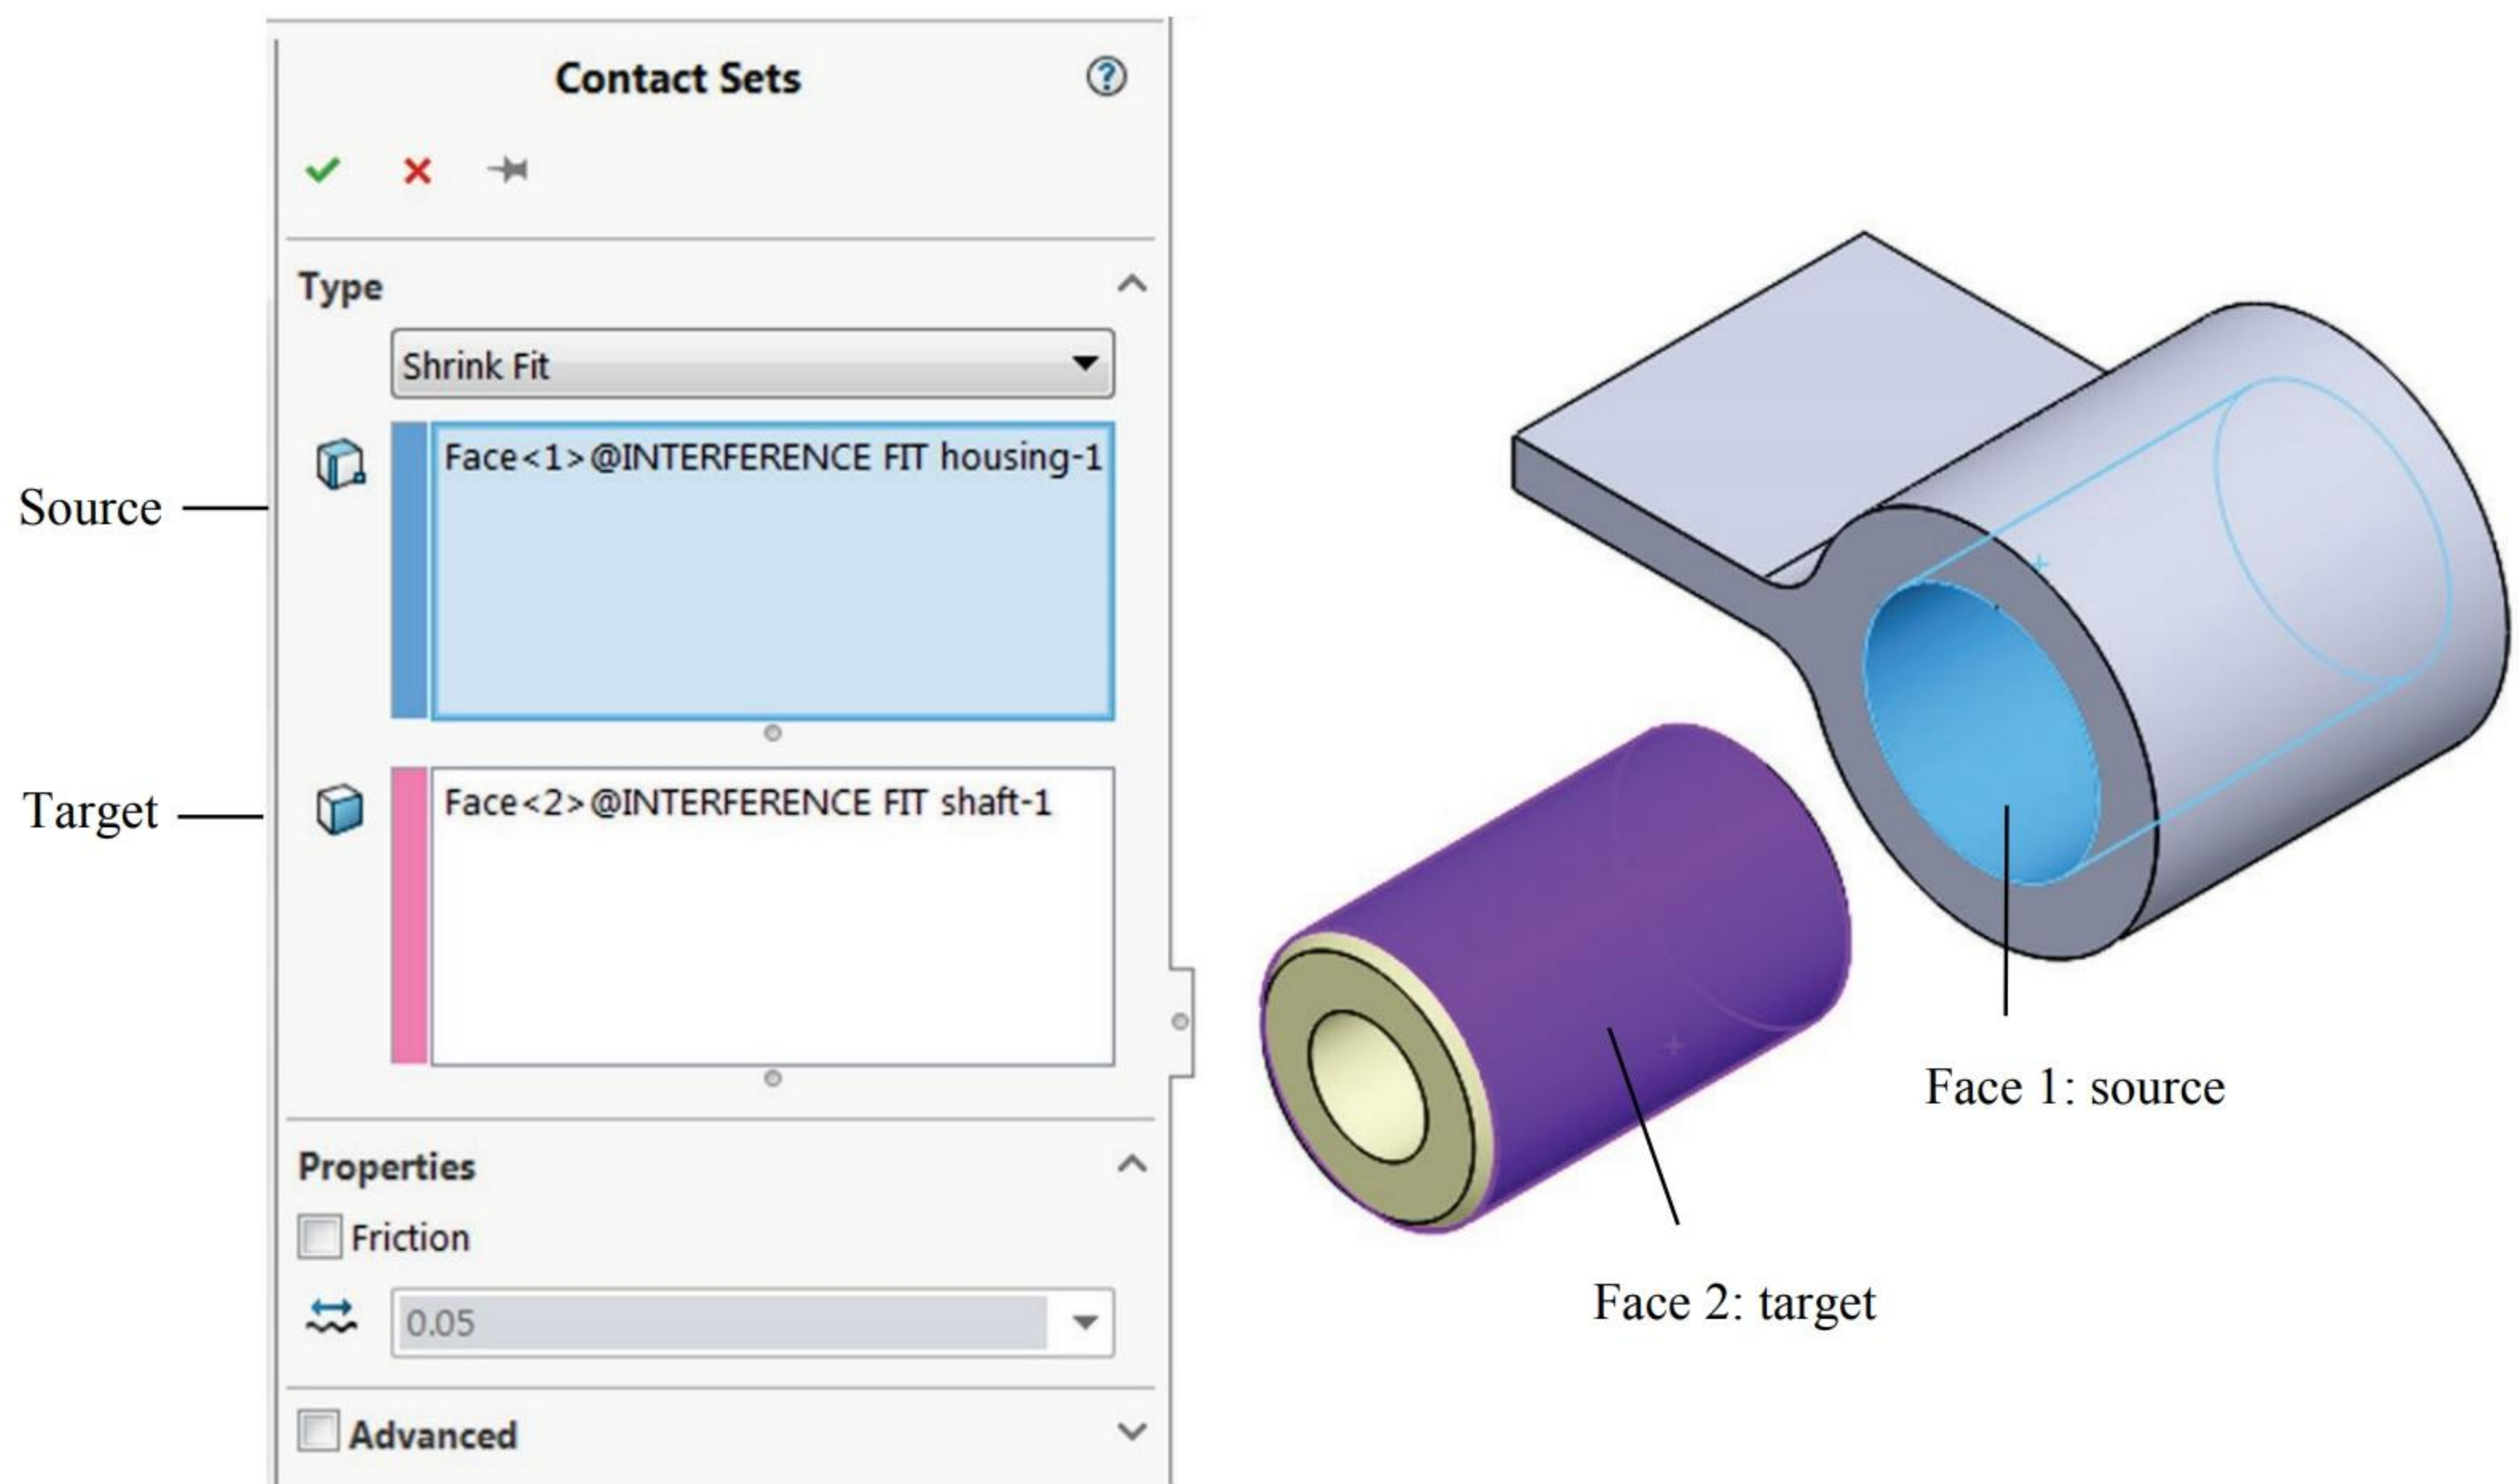 Contact Sets
?
Type
Shrink Fit
Source
Face<1>@INTERFERENCE FIT housing-1
Target
Face<2>@INTERFERENCE FIT shaft-1
Properties
Friction
0.05
Advanced
Face 1: source
Face 2: target